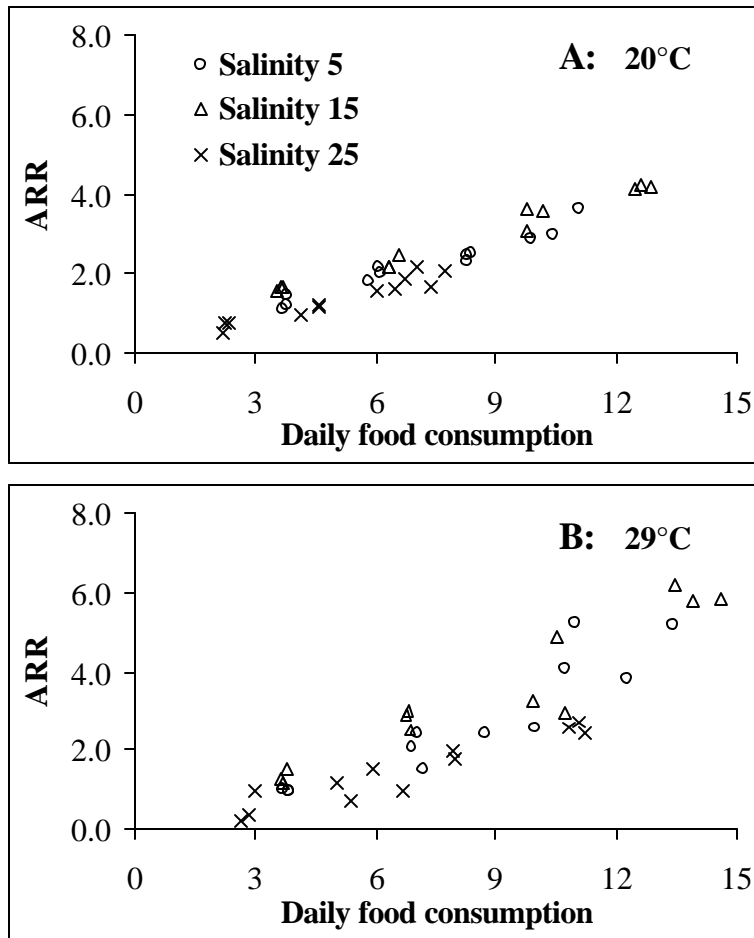 8.0
A: 20°C
Salinity 5
6.0
Salinity 15
Salinity 25
ARR
4.0
2.0
0.0
0 3 6 9 12 15
Daily food consumption
8.0
B: 29°C
6.0
ARR
4.0
2.0
0.0
0 3 6 9 12 15
Daily food consumption